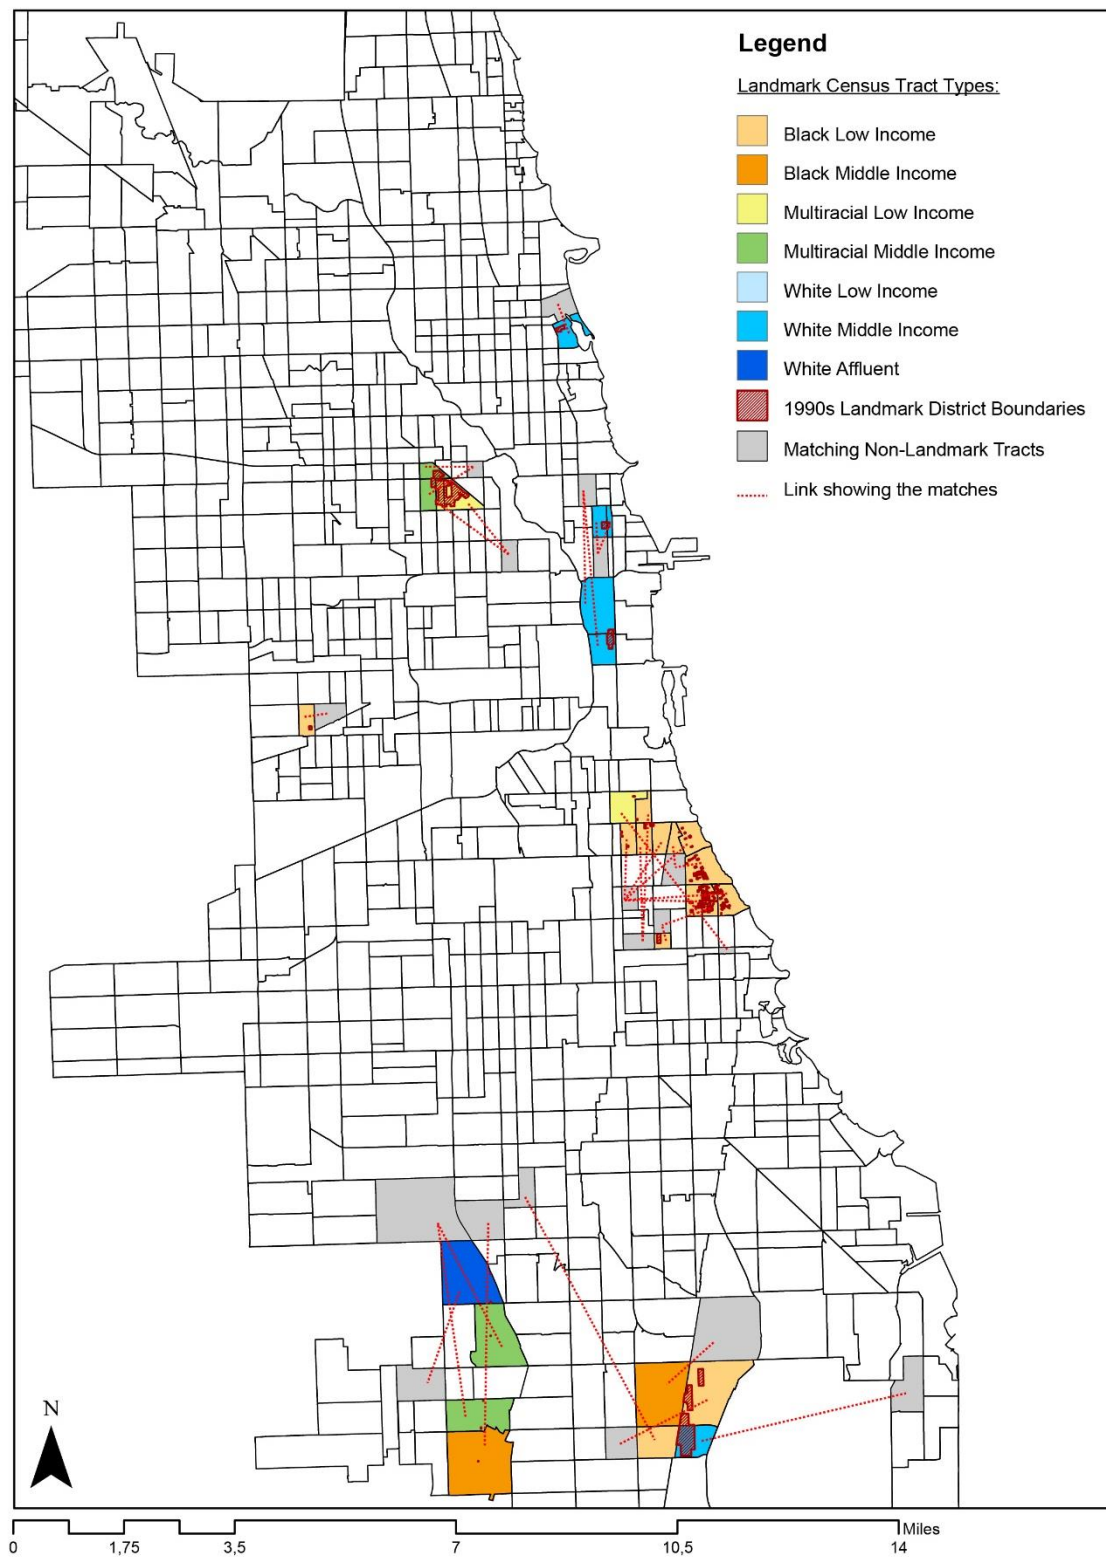 Legend
Landmark Census Tract Types:
Black Low Income
Black Middle Income
Multiracial Low Income
Multiracial Middle Income
White Low Income
White Middle Income
White Affluent
1990s Landmark District Boundaries
Matching Non-Landmark Tracts
Link showing the matches
N
Miles
0 1,75 3,5 7 10,5 14